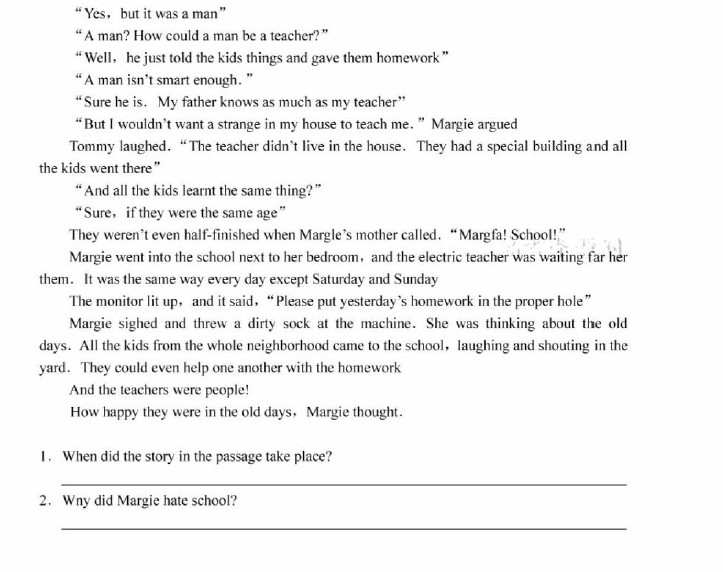 “Yes, but it was a man”
“A man? How could a man be a teacher?”
“Well, he just told the kids things and gave them homework”
“A man isn’t smart enough. ”
“Sure he is. My father knows as much as my teacher”
“But I wouldn’t want a strange in my house to teach me. ” Margie argued
Tommy laughed. “The teacher didn’t live in the house. They had a special building and all
the kids went there”
“And all the kids learnt the same thing?”
“Sure, if they were the same age”
They weren’t even half-finished when Margle’s mother called. “Margfa! School!”
Margie went into the school next to her bedroom, and the electric teacher was waiting far her
them. It was the same way every day except Saturday and Sunday
The monitor lit up, and it said, “Please put yesterday’s homework in the proper hole”
Margie sighed and threw a dirty sock at the machine. She was thinking about the old
days. All the kids from the whole neighborhood came to the school, laughing and shouting in the
yard. They could even help one another with the homework
And the teachers were people!
How happy they were in the old days, Margie thought.
1. When did the story in the passage take place?
2. Wny did Margie hate school?